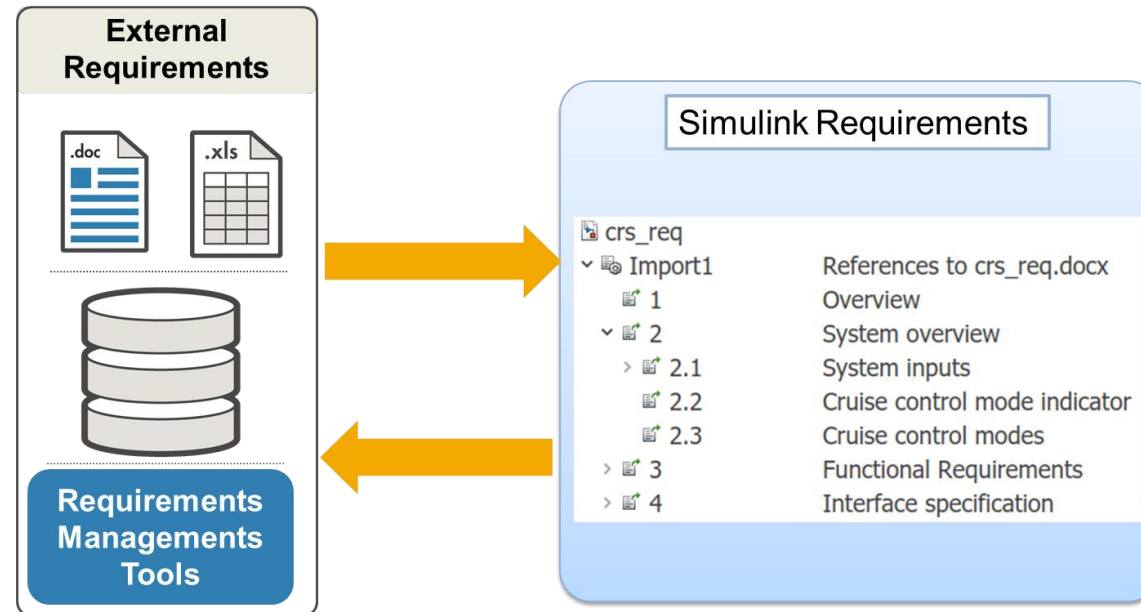 External
Requirements
.doc
.xls
Requirements
Managements
Tools
Simulink Requirements
crs_req
Import1 References to crs_req.docx
1 Overview
2 System overview
2.1 System inputs
2.2 Cruise control mode indicator
2.3 Cruise control modes
3 Functional Requirements
4 Interface specification